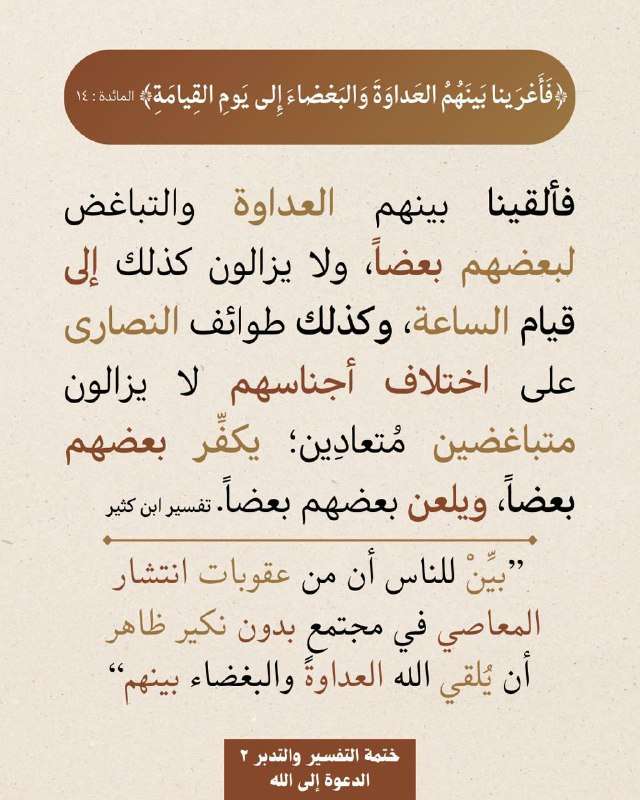 ﴿فَأَغرَينا بَينَهُمُ العَداوَةَ وَالبَغضاءَ إِلى يَومِ القِيامَةِ﴾ المائدة : ١٤
فألقينا بينهم العداوة والتباغض
لبعضهم بعضاً، ولا يزالون كذلك إلى
قيام الساعة، وكذلك طوائف النصارى
على اختلاف أجناسهم لا يزالون
متباغضين مُتعادِين؛ يكفِّر بعضهم
بعضاً، ويلعن بعضهم بعضاً. تفسير ابن كثير
”بيِّنْ للناس أن من عقوبات انتشار
المعاصي في مجتمع بدون نكير ظاهر
أن يُلقي الله العداوةً والبغضاء بينهم“
ختمة التفسير والتدبر ٢
الدعوة إلى الله